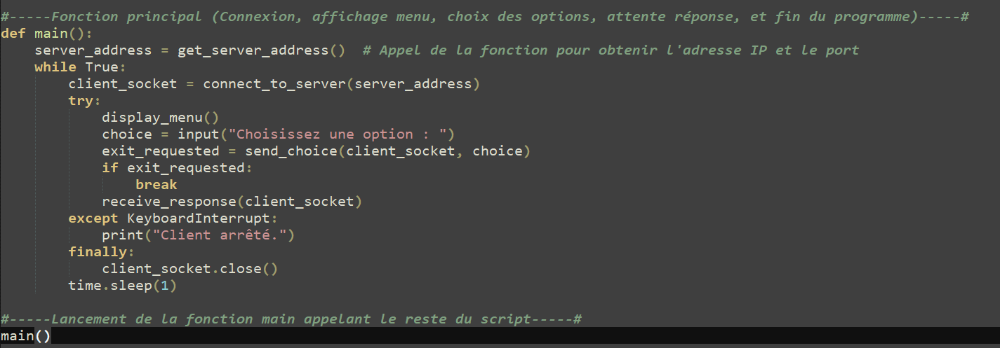 #-----Fonction principal (Connexion, affichage menu, choix des options, attente réponse, et fin du programme)-----#
def main():
    server_address = get_server_address()  # Appel de la fonction pour obtenir l'adresse IP et le port
    while True:
        client_socket = connect_to_server(server_address)
        try:
            display_menu()
            choice = input("Choisissez une option : ")
            exit_requested = send_choice(client_socket, choice)
            if exit_requested:
                break
            receive_response(client_socket)
        except KeyboardInterrupt:
            print("Client arrêté.")
        finally:
            client_socket.close()
        time.sleep(1)

#-----Lancement de la fonction main appelant le reste du script-----#
main()